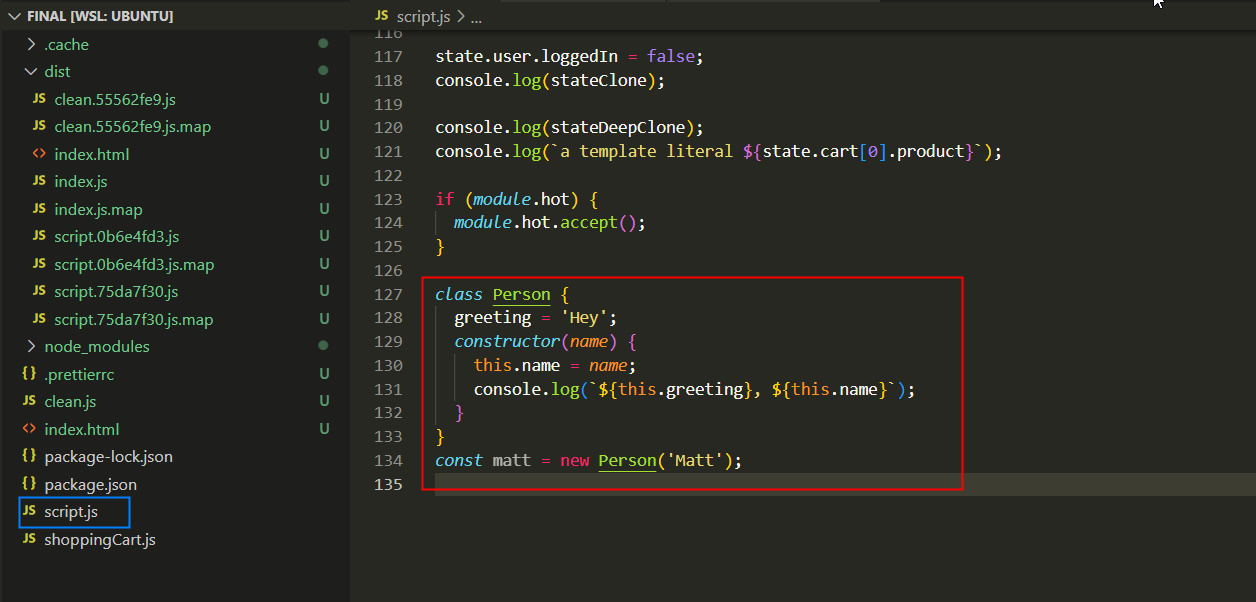 FINAL [WSL: UBUNTU]
.cache
dist
JS clean.55562fe9.js U
JS clean.55562fe9.js.map U
<> index.html U
JS index.js U
JS index.js.map U
JS script.0b6e4fd3.js U
JS script.0b6e4fd3.js.map U
JS script.75da7f30.js U
JS script.75da7f30.js.map U
node_modules
{} .prettierrc U
JS clean.js U
<> index.html U
{} package-lock.json
{} package.json
JS script.js
JS shoppingCart.js
JS script.js > ...
116
117 state.user.loggedIn = false;
118 console.log(stateClone);
119
120 console.log(stateDeepClone);
121 console.log(`a template literal ${state.cart[0].product}`);
122
123 if (module.hot) {
124   module.hot.accept();
125 }
126
127 class Person {
128   greeting = 'Hey';
129   constructor(name) {
130     this.name = name;
131     console.log(`${this.greeting}, ${this.name}`);
132   }
133 }
134 const matt = new Person('Matt');
135